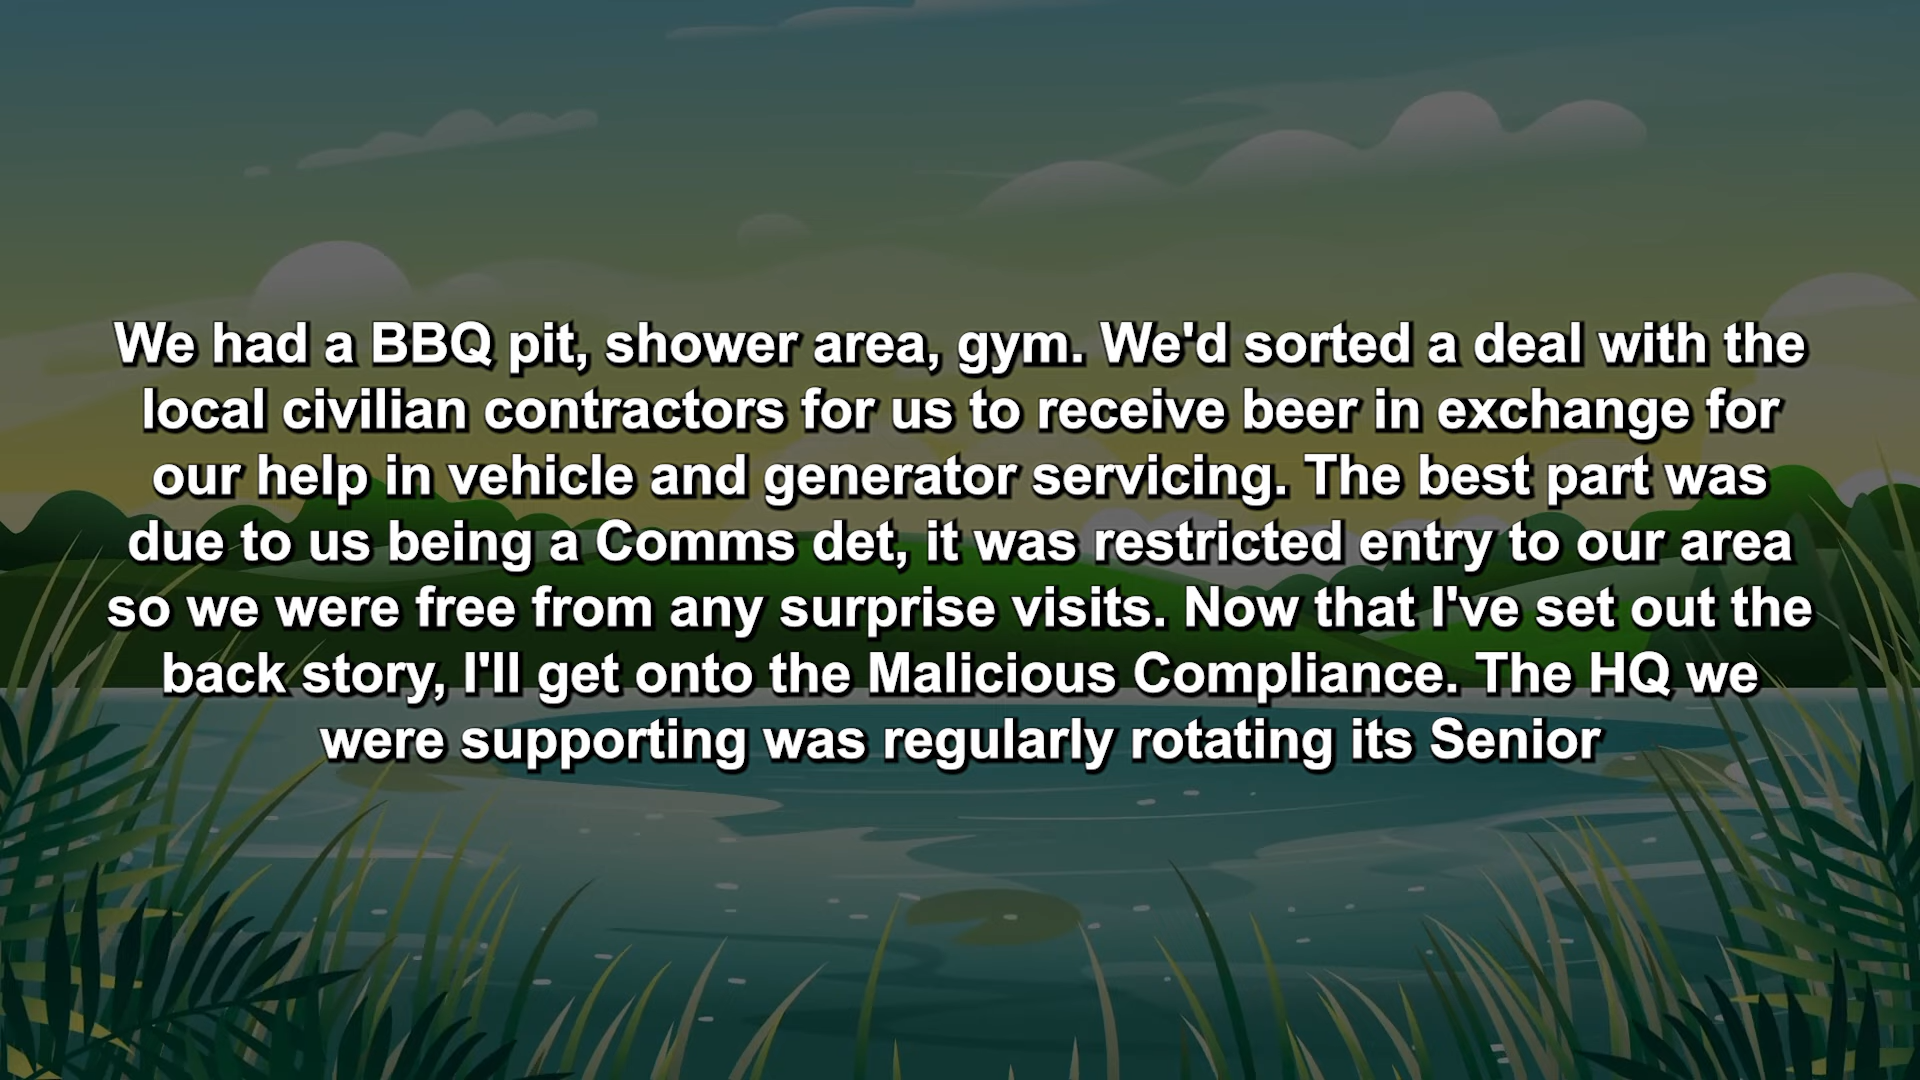 We had a BBQ pit, shower area, gym. We'd sorted a deal with the
local civilian contractors for us to receive beer in exchange for
our help in vehicle and generator servicing. The best part was
due to us being a Comms det, it was restricted entry to our area
so we were free from any surprise visits. Now that I've set out the
back story, I'll get onto the Malicious Compliance. The HQ we
were supporting was regularly rotating its Senior